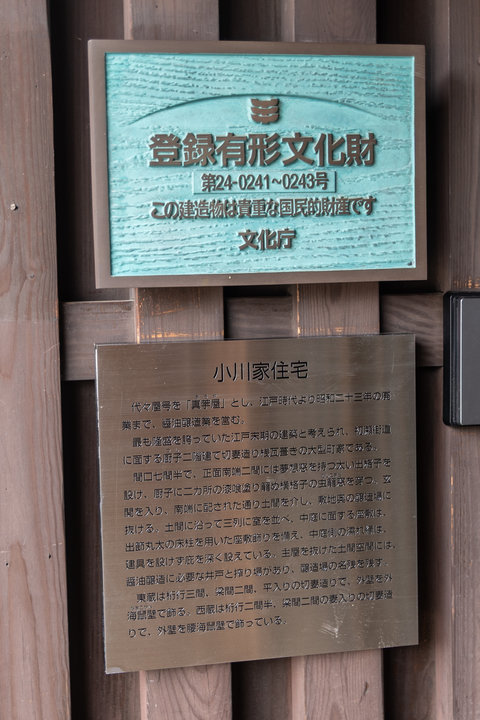 登録有形文化財
第24-0241~0243号
この建造物は貴重な国民的財産です
文化庁
小川家住宅
代々屋号を「真竿屋」とし、江戸時代より昭和二十三年の廃
業まで、醤油醸造業を営む。
最も隆盛を誇っていた江戸末期の建築と考えられ、初瀬街道
に面する厨子二階建て切妻造り桟瓦葺きの大型町家である。
間口七間半で、正面南端二間には夢想窓を持つ太い出格子を
設け、厨子に二カ所の漆喰塗り籠め横格子の虫籠窓を穿つ。玄
関を入り、南端に配された通り土間を介し、敷地奥の醸造場に
抜ける。土間に沿って三列に室を並べ、中庭に面する座敷は、
出節丸太の床柱を用いた座敷飾りを備え、中庭側の濡れ縁は、
建具を設けず庇を深く設えている。主屋を抜けた土間空間には、
醤油醸造に必要な井戸と搾り場があり、醸造場の名残を残す。
東蔵は桁行三間、梁間二間、平入りの切妻造りで、外壁を外
海鼠壁で飾る。西蔵は桁行二間半、梁間二間の妻入りの切妻造
りで、外壁を腰海鼠壁で飾っている。